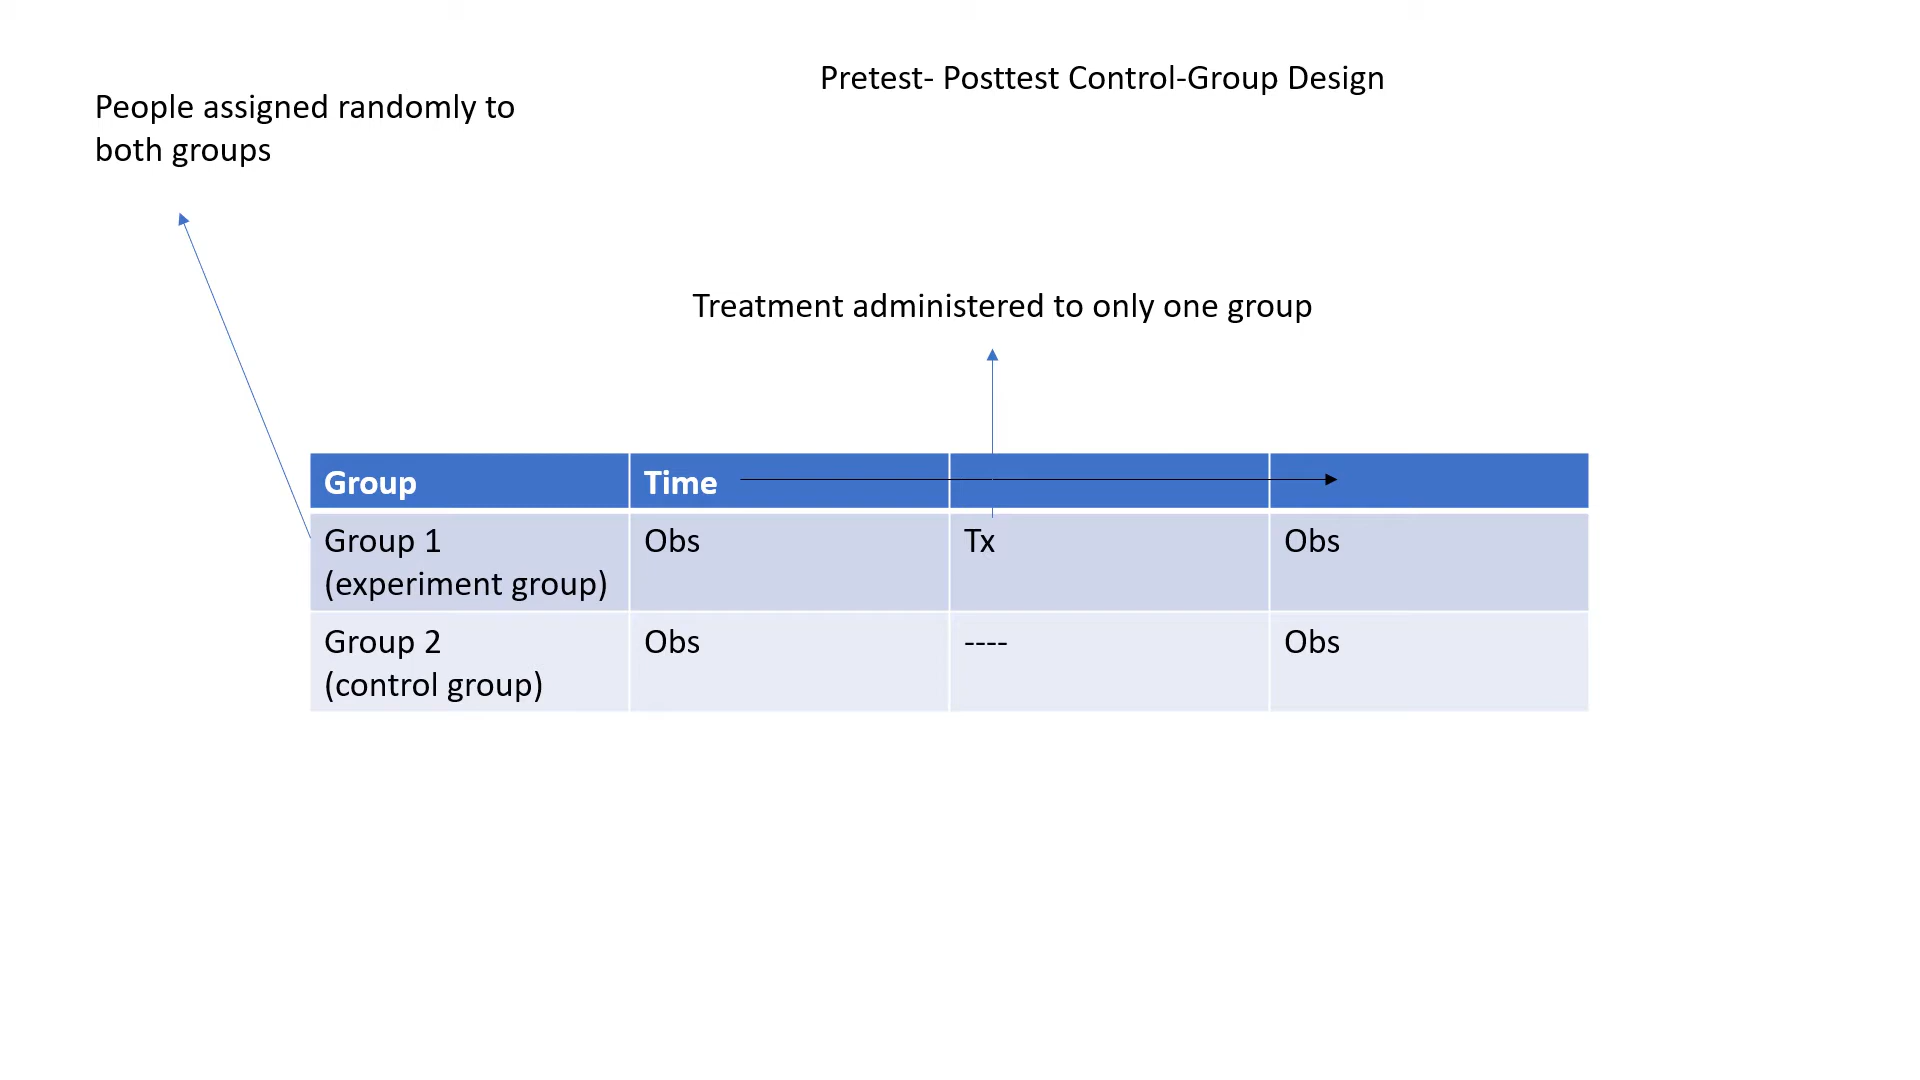 Pretest- Posttest Control-Group Design
People assigned randomly to
both groups
Treatment administered to only one group
Group Time
Group 1 Obs Tx Obs
(experiment group)
Group 2 Obs ---- Obs
(control group)